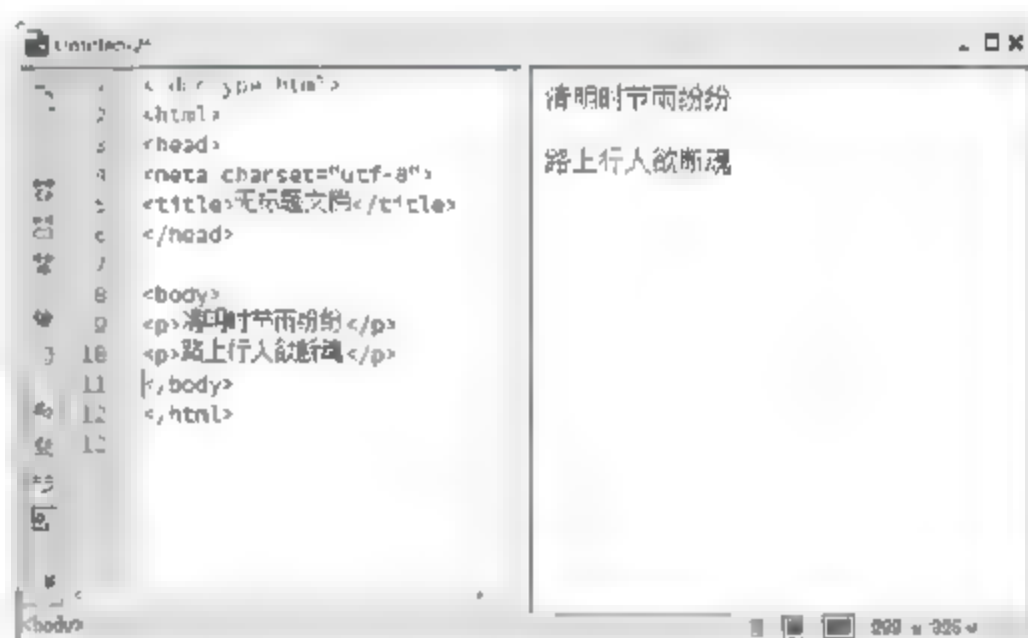 <html>
<head>
<meta charset="utf-8">
<title>无标题文档</title>
</head>
<body>
<p>清明时节雨纷纷</p>
<p>路上行人欲断魂</p>
</body>
</html>
清明时节雨纷纷
路上行人欲断魂
<body>